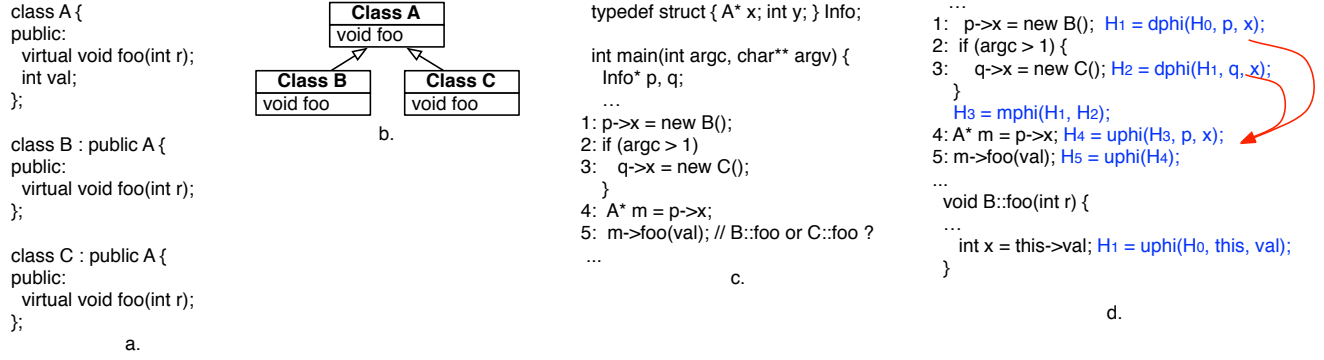 class A {
public:
virtual void foo(int r);
int val;
};
class B : public A {
public:
virtual void foo(int r);
};
class C : public A {
public:
virtual void foo(int r);
};
a.
Class A
void foo
Class B
void foo
Class C
void foo
b.
typedef struct { A* x; int y; } Info;
int main(int argc, char** argv) {
Info* p, q;
…
1: p->x = new B();
2: if (argc > 1)
3: q->x = new C();
}
4: A* m = p->x;
5: m->foo(val); // B::foo or C::foo ?
...
c.
…
1: p->x = new B(); H1 = dphi(H0, p, x);
2: if (argc > 1) {
3: q->x = new C(); H2 = dphi(H1, q, x);
}
H3 = mphi(H1, H2);
4: A* m = p->x; H4 = uphi(H3, p, x);
5: m->foo(val); H5 = uphi(H4);
...
void B::foo(int r) {
…
int x = this->val; H1 = uphi(H0, this, val);
}
d.